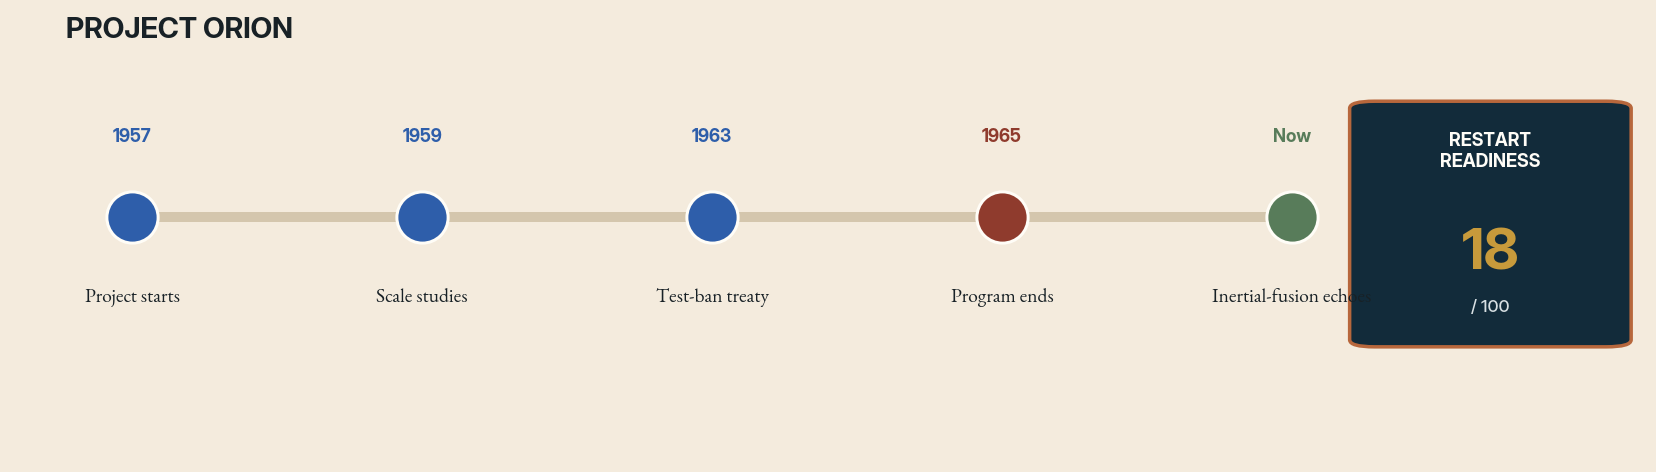 PROJECT ORION
1957
1959
1963
1965
Now
Project starts
Scale studies
Test-ban treaty
Program ends
Inertial-fusion echoes
RESTART
READINESS
18
/ 100